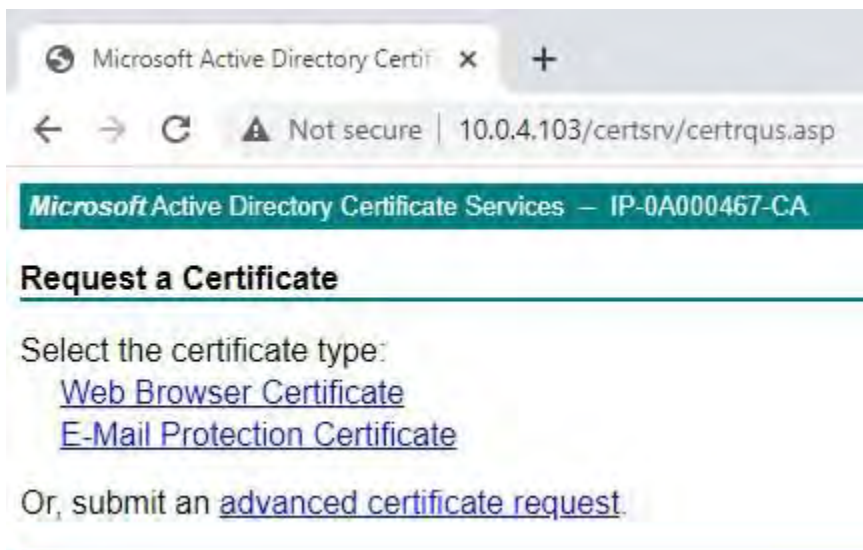 Microsoft Active Directory Certif
Not secure | 10.0.4.103/certsrv/certrqus.asp
Microsoft Active Directory Certificate Services – IP-0A000467-CA
Request a Certificate
Select the certificate type:
Web Browser Certificate
E-Mail Protection Certificate
Or, submit an advanced certificate request.